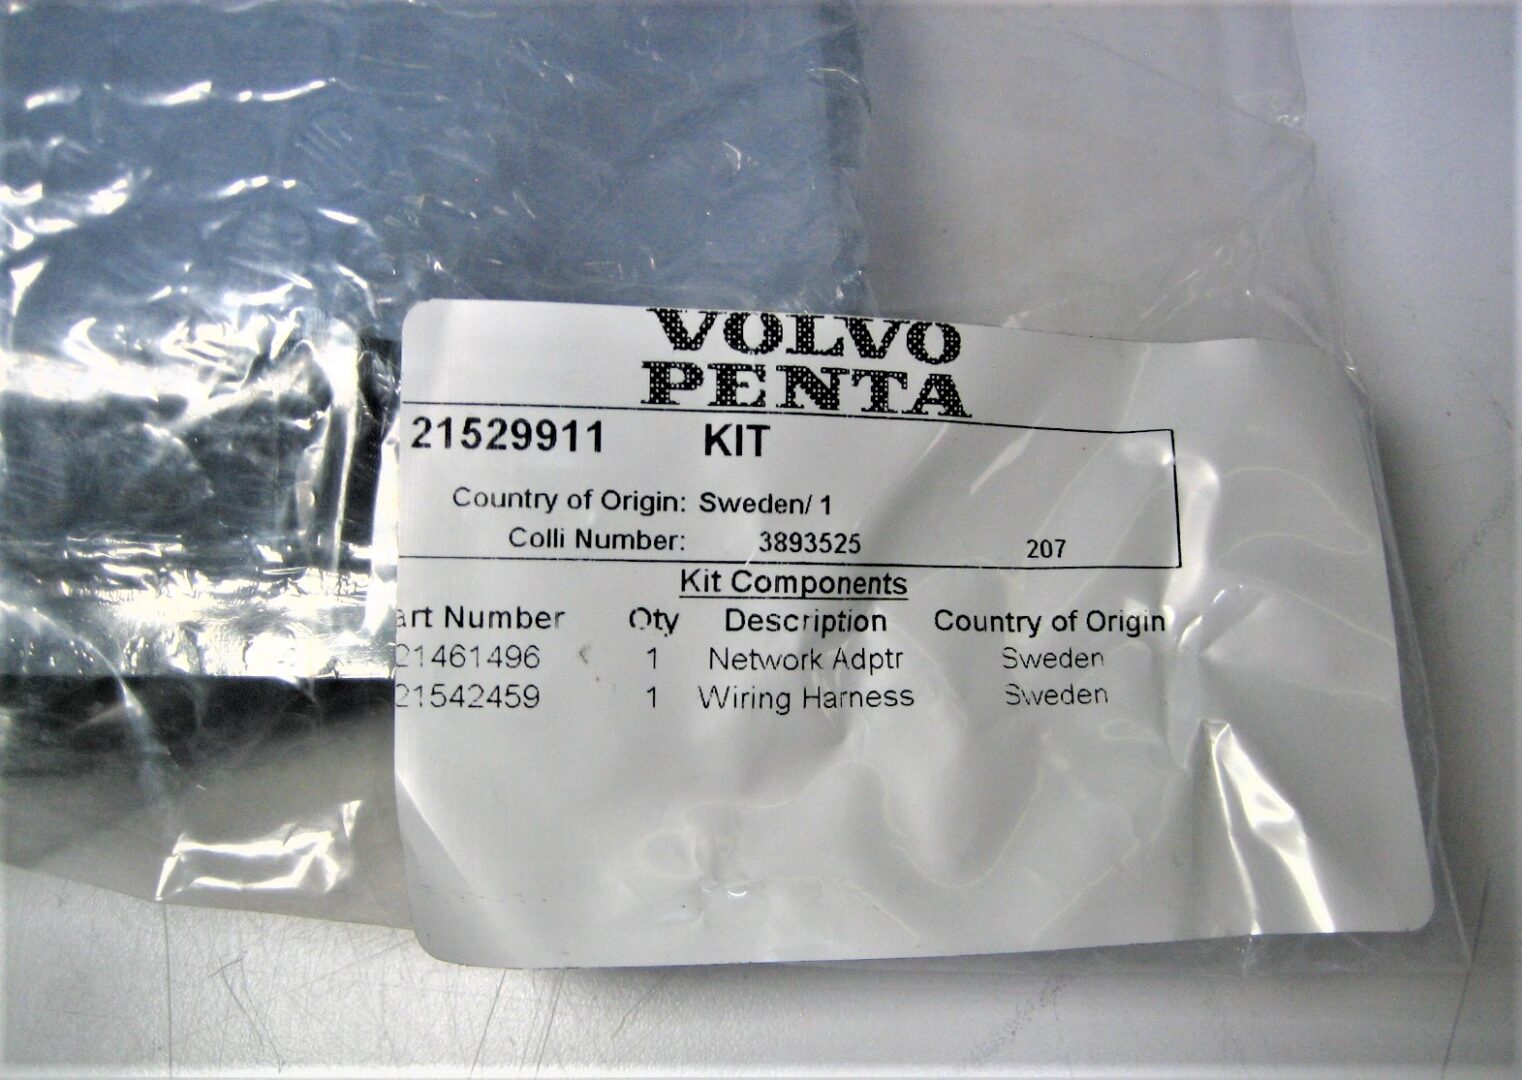 VOLVO
PENTA
21529911 KIT
Country of Origin: Sweden/ 1
Colli Number: 3893525 207
Kit Components
art Number Qty Description Country of Origin
21461496 1 Network Adptr Sweden
21542459 1 Wiring Harness Sweden